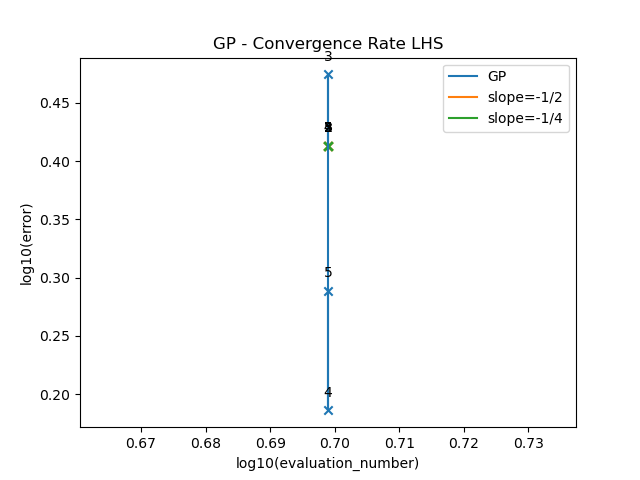 GP - Convergence Rate LHS
3
GP
slope=-1/2
slope=-1/4
0.45
0.40
0.35
0.30
0.25
0.20
5
4
log10(error)
0.67 0.68 0.69 0.70 0.71 0.72 0.73
log10(evaluation_number)